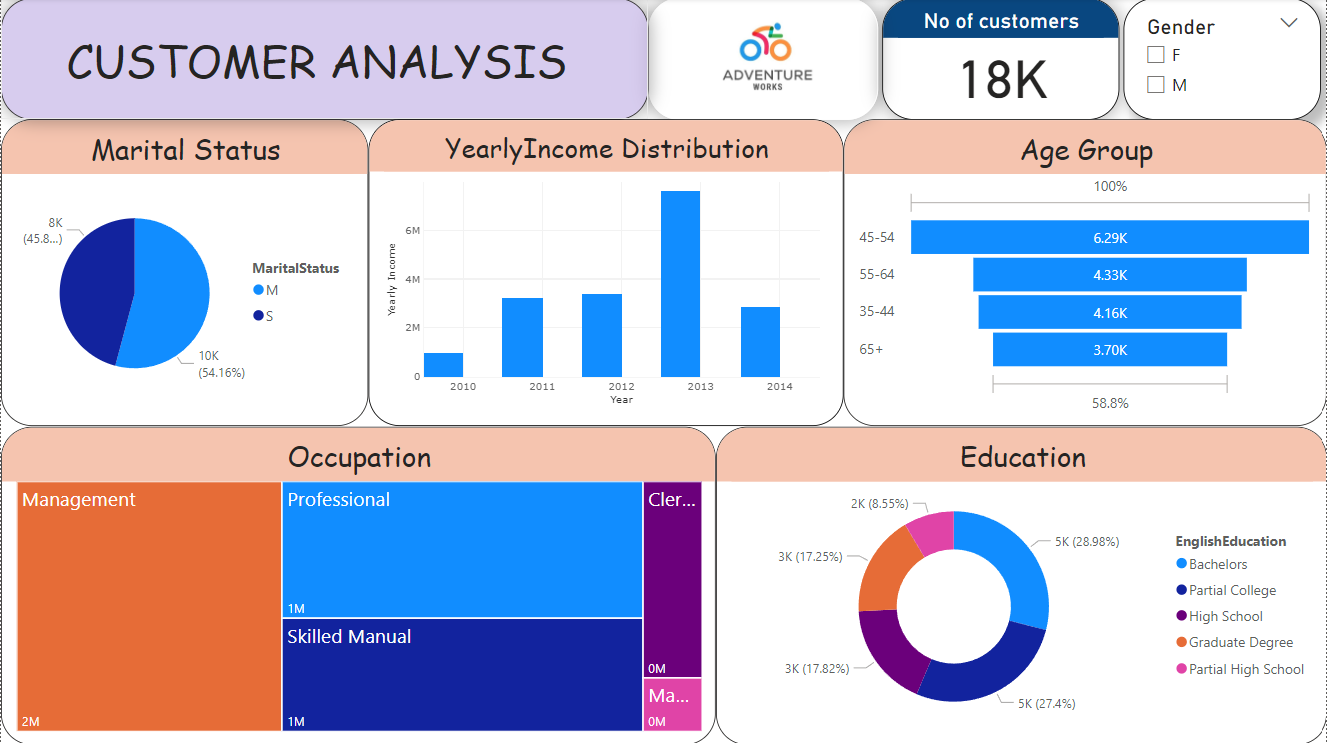 CUSTOMER ANALYSIS
ADVENTURE
WORKS
No of customers
18K
Gender
F
M
Marital Status
8K
(45.8...)
MaritalStatus
M
S
10K
(54.16%)
YearlyIncome Distribution
Yearly Income
6M
4M
2M
0
2010 2011 2012 2013 2014
Year
Age Group
100%
45-54 6.29K
55-64 4.33K
35-44 4.16K
65+ 3.70K
58.8%
Occupation
Management
2M
Professional
1M
Skilled Manual
1M
Cler...
0M
Ma...
0M
Education
2K (8.55%)
5K (28.98%)
3K (17.25%)
3K (17.82%)
5K (27.4%)
EnglishEducation
Bachelors
Partial College
High School
Graduate Degree
Partial High School